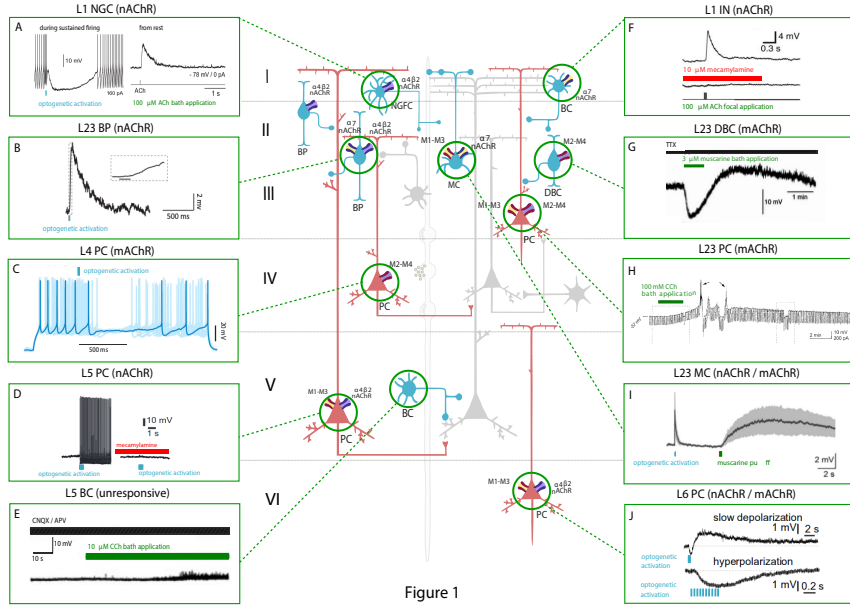 L1 NGC (nAChR)
A
during sustained firing
from rest
10 mV
160 pA
- 78 mV / 0 pA
ACh
1 s
optogenetic activation
100 µM ACh bath application
L23 BP (nAChR)
B
2 mv
500 ms
optogenetic activation
L4 PC (mAChR)
C
optogenetic activation
20 mV
500 ms
L5 PC (nAChR)
D
10 mV
1 s
mecamylamine
optogenetic activation
optogenetic activation
L5 BC (unresponsive)
E
CNQX / APV
10 mV
10 s
10 µM CCh bath application
I
II
III
IV
V
VI
α4β2
nAChR
α4β2
nAChR
NGFC
α7
nAChR
BC
BP
α7
nAChR
α4β2
nAChR
BP
M1-M3
α7
nAChR
MC
M2-M4
DBC
M1-M3
M2-M4
PC
M2-M4
PC
M1-M3
α4β2
nAChR
PC
BC
M1-M3
α4β2
nAChR
PC
Figure 1
L1 IN (nAChR)
F
4 mV
0.3 s
10 µM mecamylamine
100 µM ACh focal application
L23 DBC (mAChR)
G
TTX
3 µM muscarine bath application
10 mV
1 min
L23 PC (mAChR)
H
100 mM CCh
bath application
2 min
10 mV
200 pA
L23 MC (nAChR / mAChR)
I
optogenetic activation
muscarine pu ff
2 mV
2 s
L6 PC (nAChR / mAChR)
J
slow depolarization
1 mV 2 s
optogenetic
activation
hyperpolarization
optogenetic
activation
1 mV 0.2 s